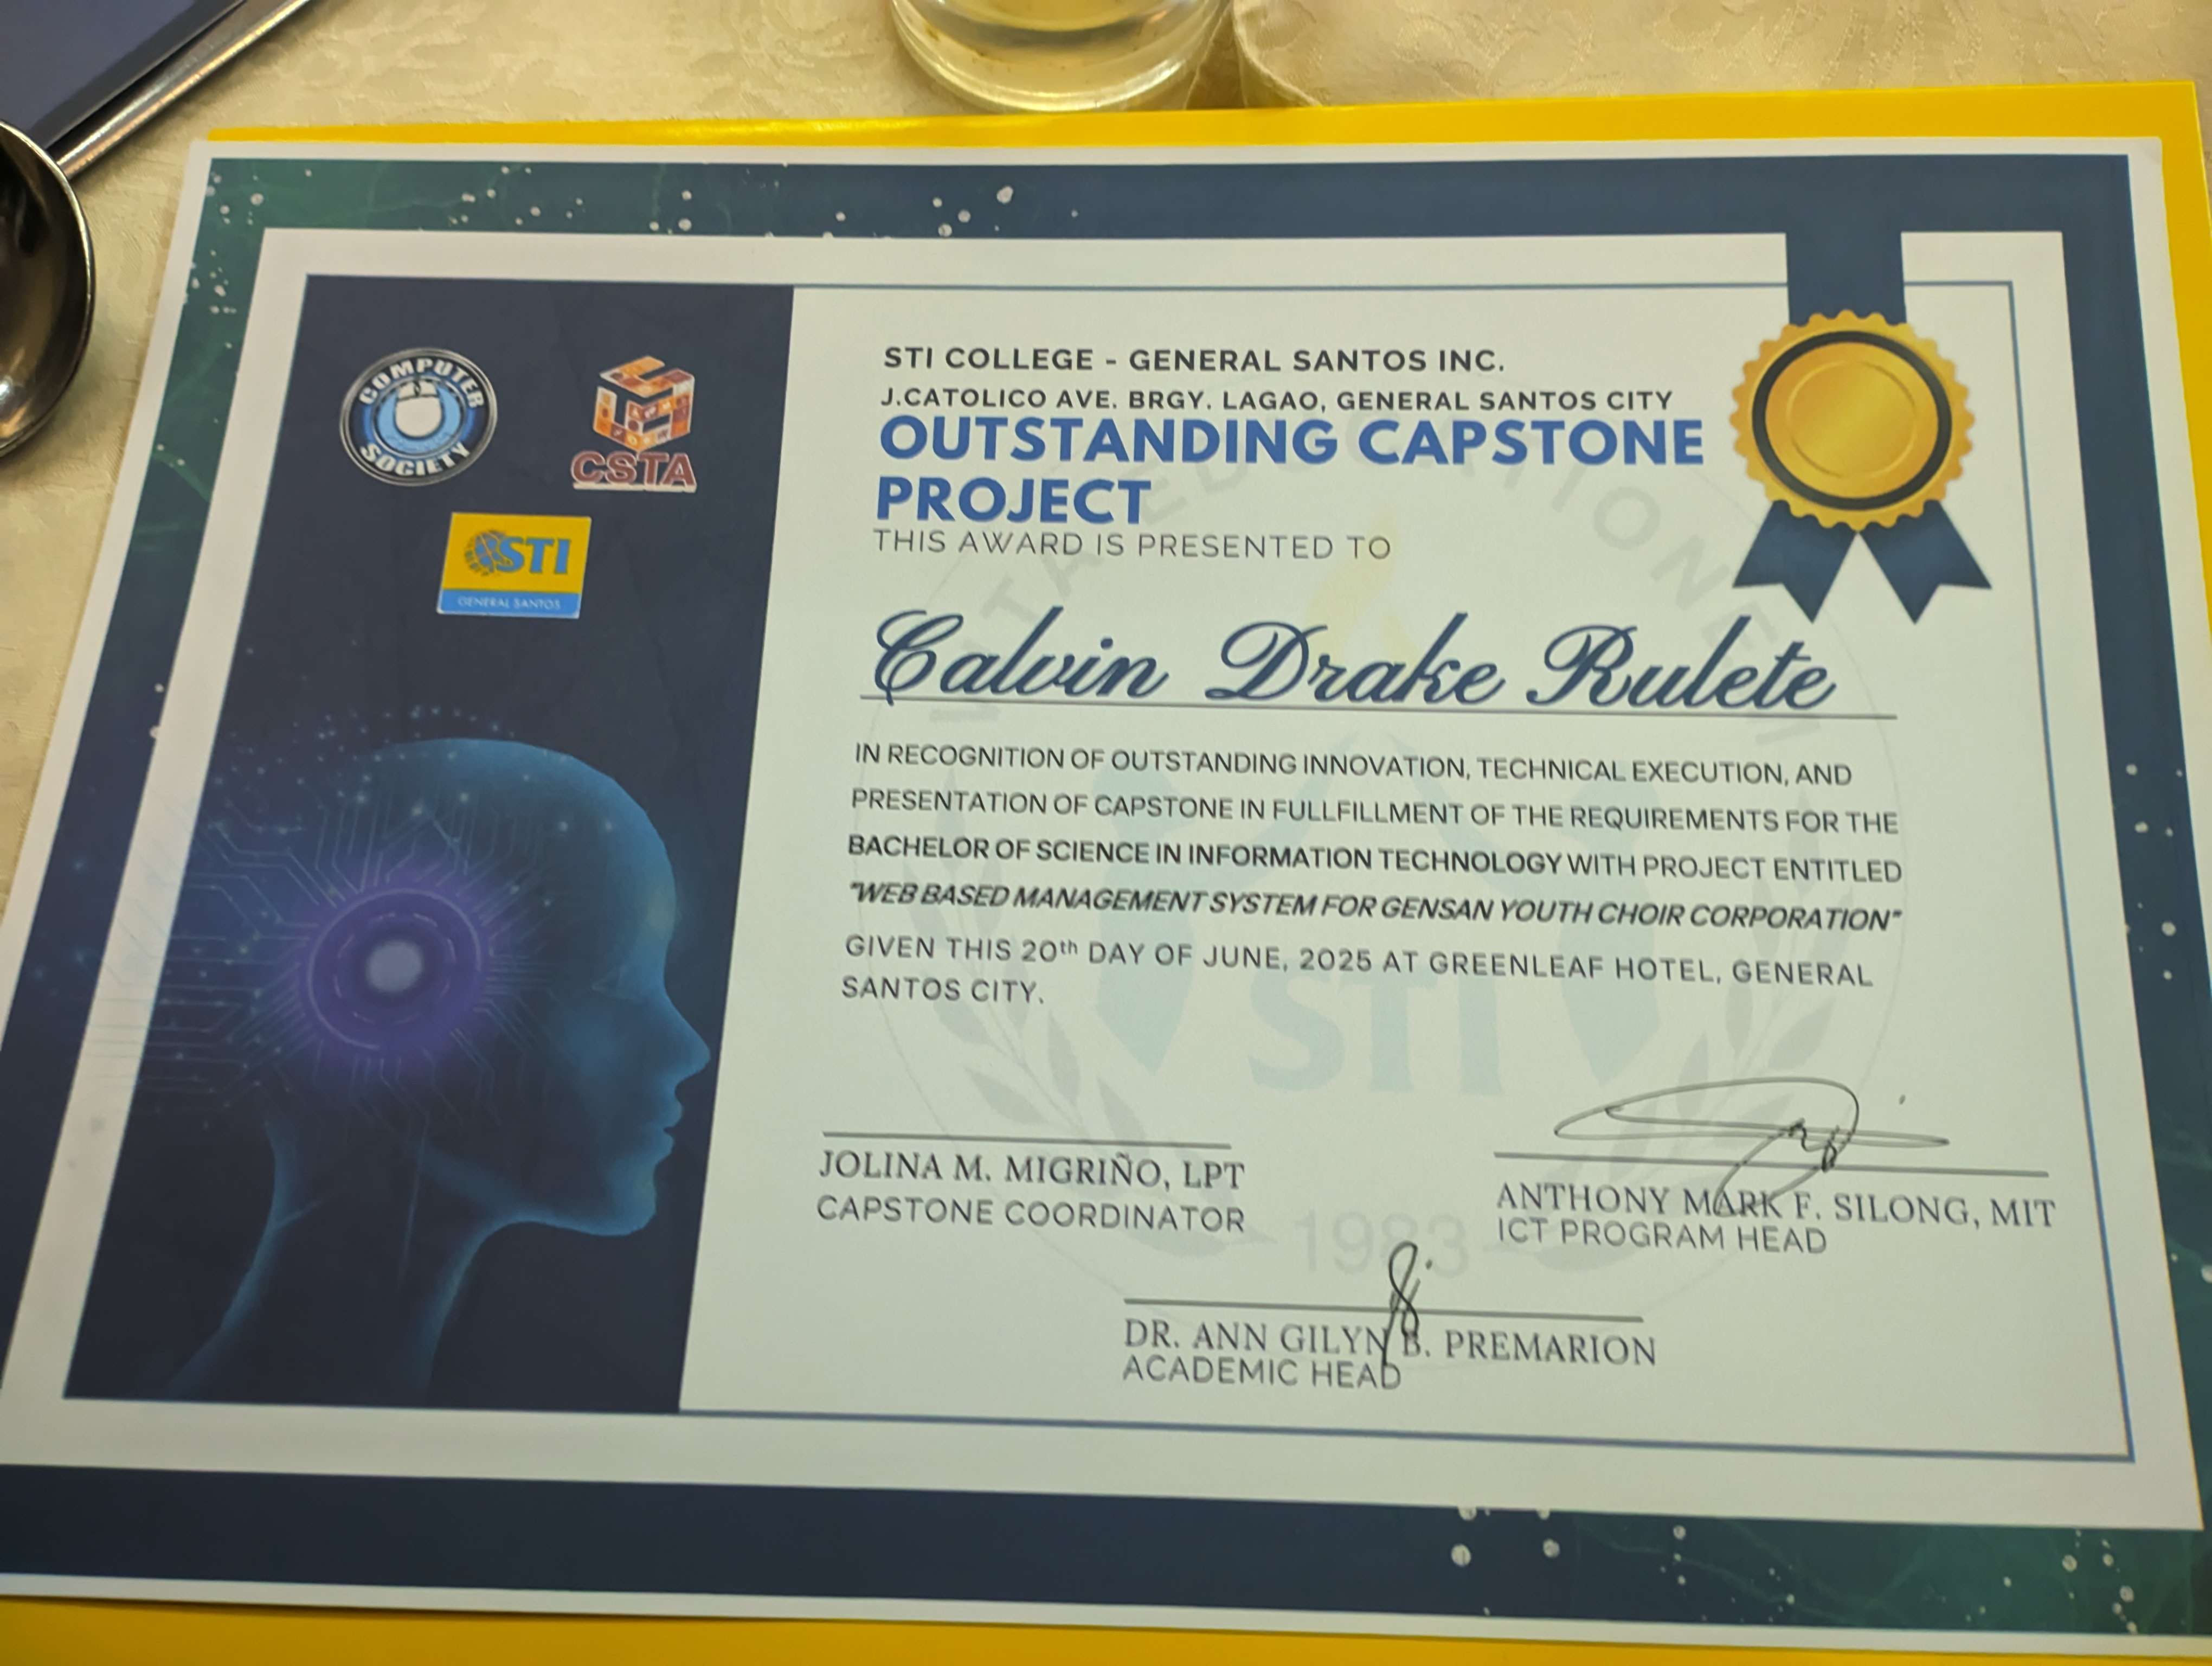 COMPUTER
SOCIETY
CSTA
STI
GENERAL SANTOS
STI COLLEGE - GENERAL SANTOS INC.
J.CATOLICO AVE. BRGY. LAGAO, GENERAL SANTOS CITY
OUTSTANDING CAPSTONE
PROJECT
THIS AWARD IS PRESENTED TO
Calvin Drake Rulete
IN RECOGNITION OF OUTSTANDING INNOVATION, TECHNICAL EXECUTION, AND
PRESENTATION OF CAPSTONE IN FULLFILLMENT OF THE REQUIREMENTS FOR THE
BACHELOR OF SCIENCE IN INFORMATION TECHNOLOGY WITH PROJECT ENTITLED
"WEB BASED MANAGEMENT SYSTEM FOR GENSAN YOUTH CHOIR CORPORATION"
GIVEN THIS 20th DAY OF JUNE, 2025 AT GREENLEAF HOTEL, GENERAL
SANTOS CITY.
STI
1983
JOLINA M. MIGRIÑO, LPT
CAPSTONE COORDINATOR
ANTHONY MARK F. SILONG, MIT
ICT PROGRAM HEAD
DR. ANN GILYN B. PREMARION
ACADEMIC HEAD